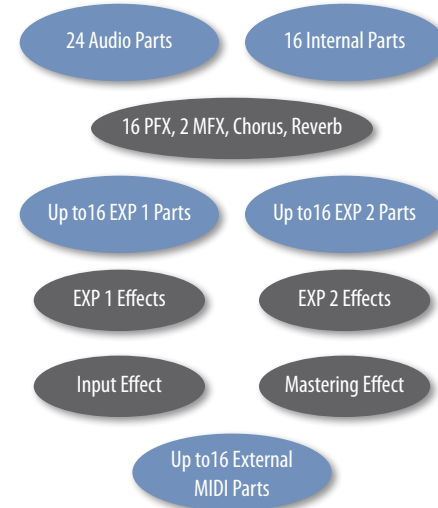 24 Audio Parts
16 Internal Parts
16 PFX, 2 MFX, Chorus, Reverb
Up to16 EXP 1 Parts
Up to16 EXP 2 Parts
EXP 1 Effects
EXP 2 Effects
Input Effect
Mastering Effect
Up to16 External
MIDI Parts